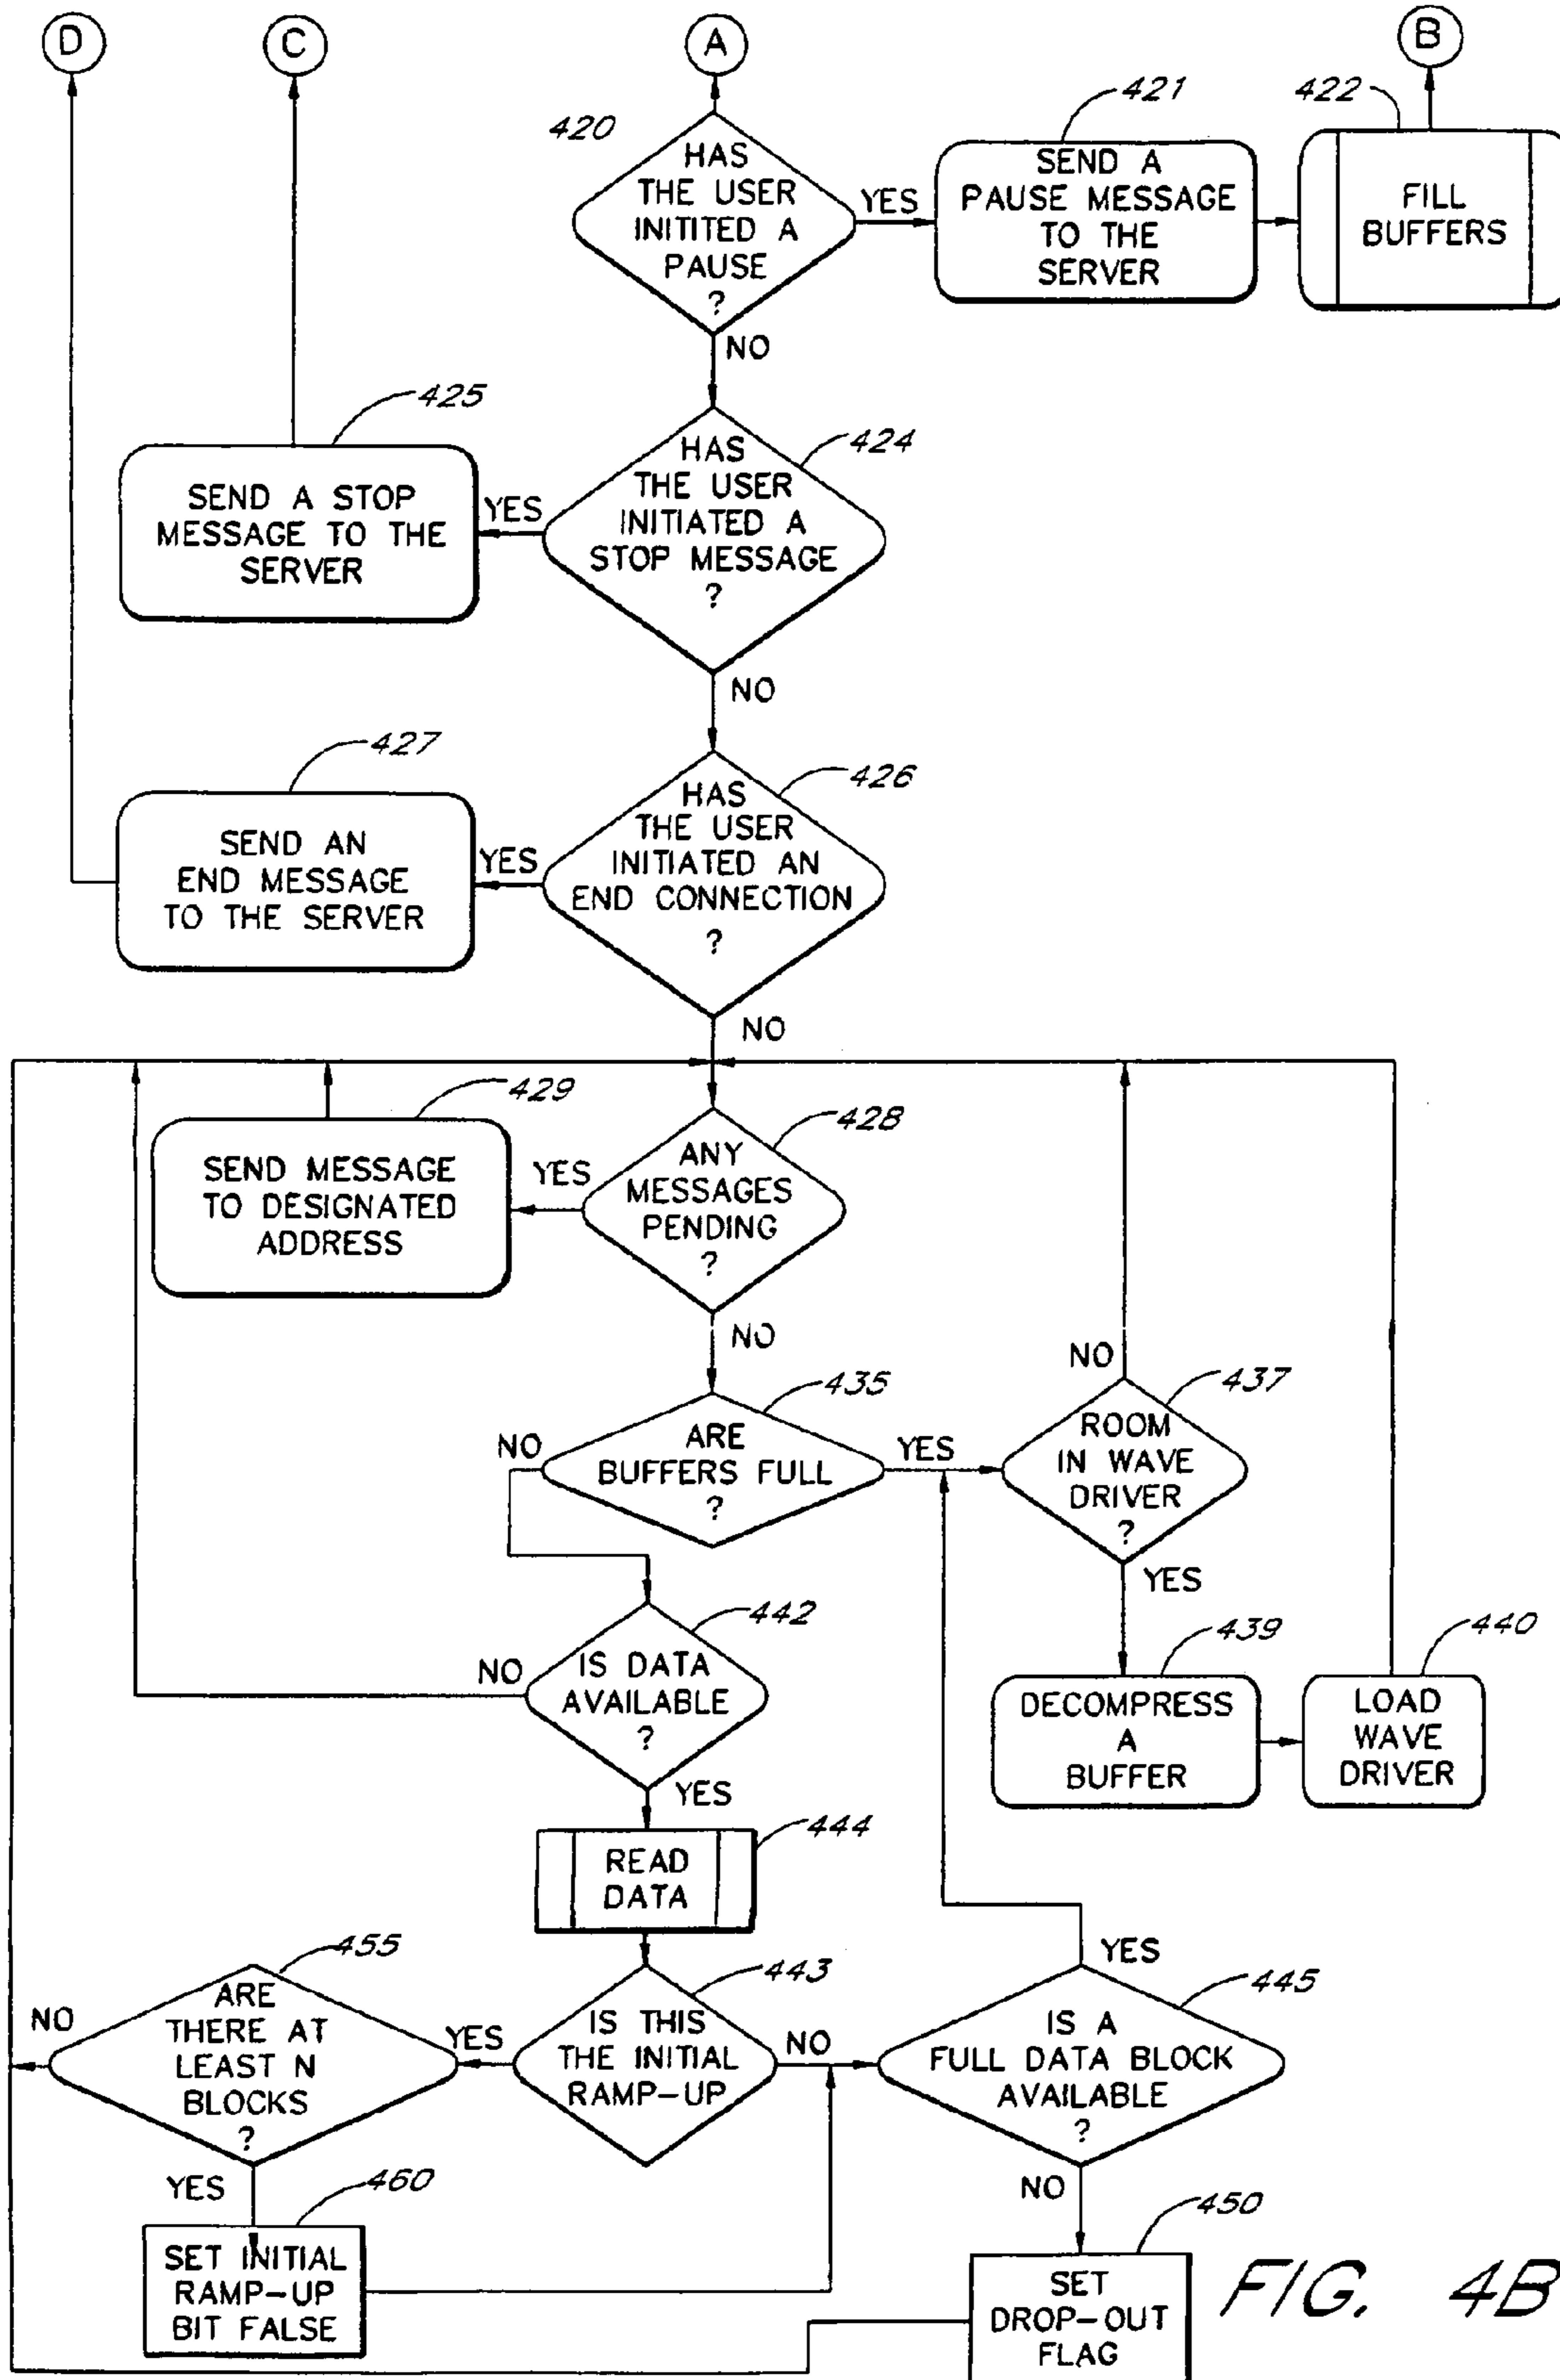 D
C
A
B
420
HAS
THE USER
INITITED A
PAUSE
?
YES
421
SEND A
PAUSE MESSAGE
TO THE
SERVER
422
FILL
BUFFERS
NO
425
SEND A STOP
MESSAGE TO THE
SERVER
YES
424
HAS
THE USER
INITIATED A
STOP MESSAGE
?
NO
427
SEND AN
END MESSAGE
TO THE SERVER
YES
426
HAS
THE USER
INITIATED AN
END CONNECTION
?
NO
429
SEND MESSAGE
TO DESIGNATED
ADDRESS
YES
428
ANY
MESSAGES
PENDING
?
NO
435
ARE
BUFFERS FULL
?
NO
YES
NO
437
ROOM
IN WAVE
DRIVER
?
YES
439
DECOMPRESS
A
BUFFER
440
LOAD
WAVE
DRIVER
442
IS DATA
AVAILABLE
?
NO
YES
444
READ
DATA
455
ARE
THERE AT
LEAST N
BLOCKS
?
NO
YES
443
IS THIS
THE INITIAL
RAMP-UP
NO
YES
445
IS A
FULL DATA BLOCK
AVAILABLE
?
YES
460
SET INITIAL
RAMP-UP
BIT FALSE
NO
450
SET
DROP-OUT
FLAG
FIG. 4B